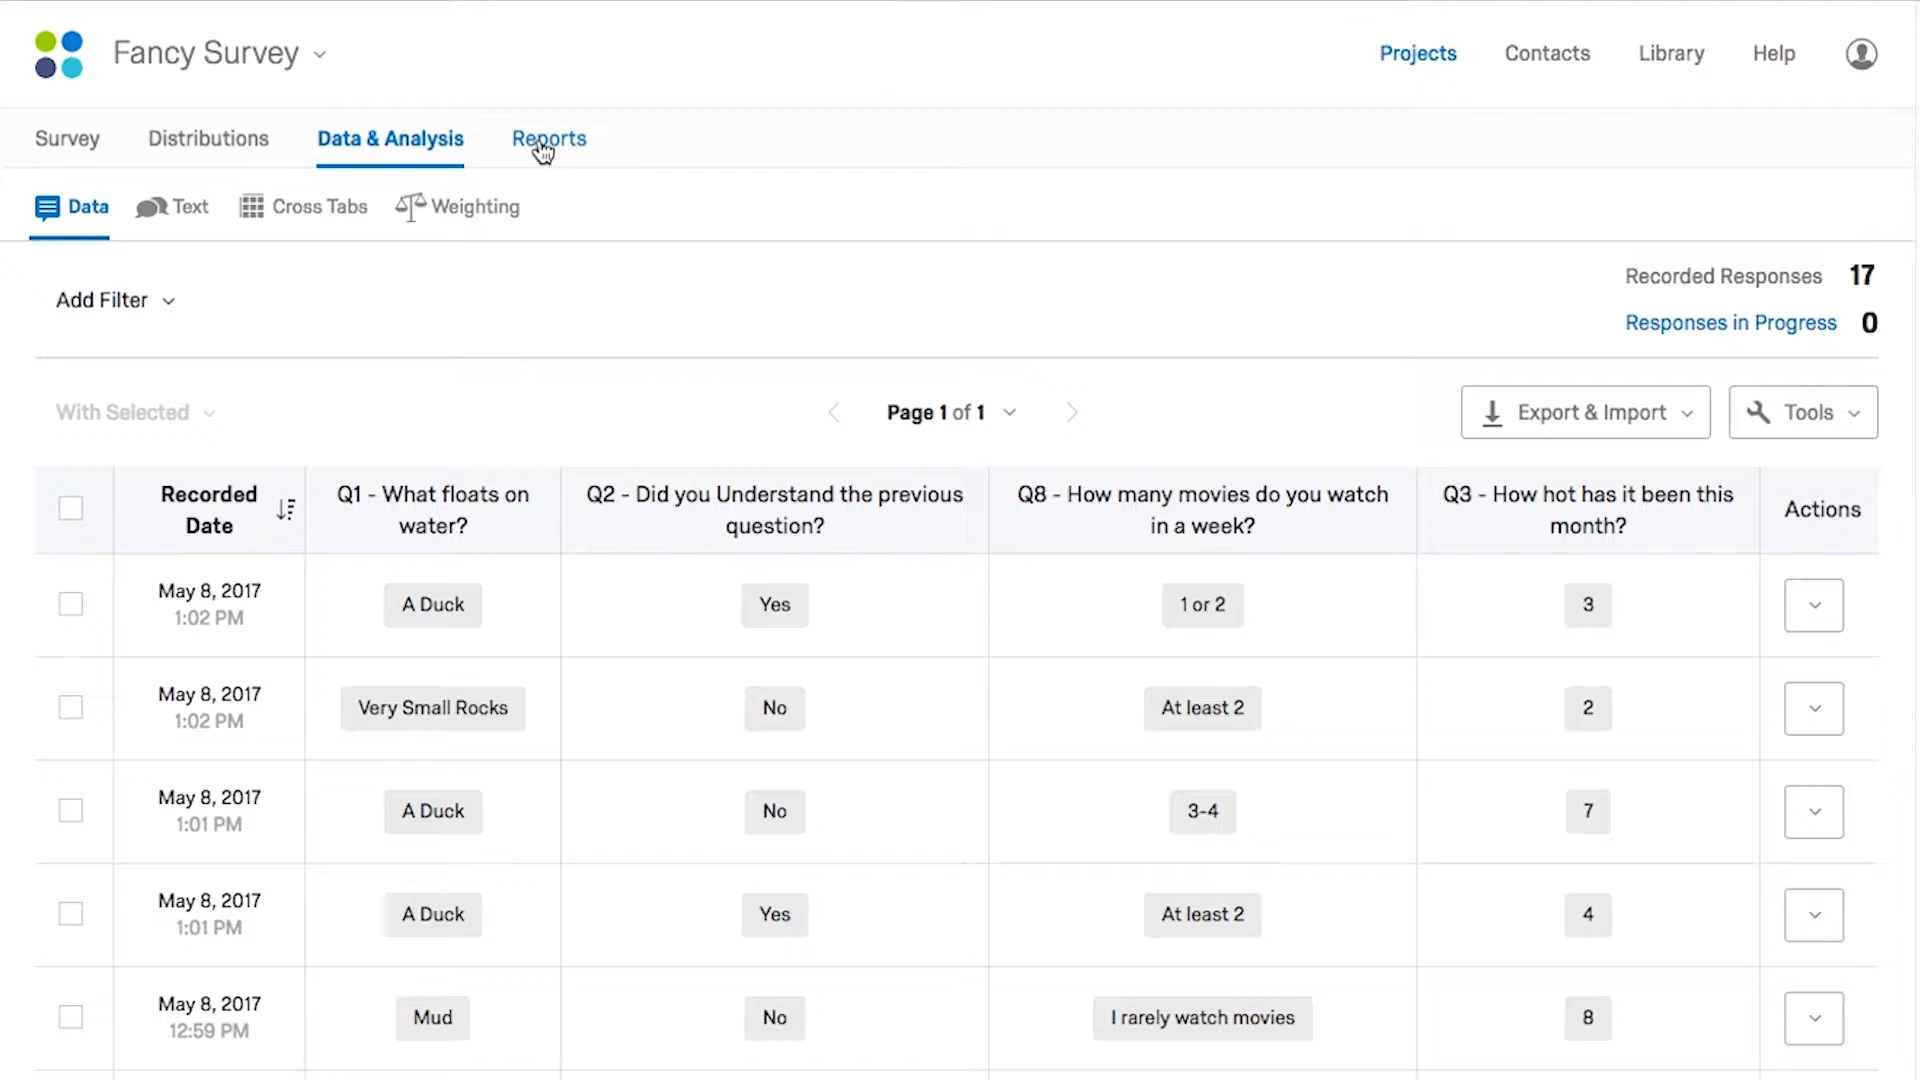 Fancy Survey
Projects Contacts Library Help
Survey Distributions Data & Analysis Reports
Data Text Cross Tabs Weighting
Add Filter
Recorded Responses 17
Responses in Progress 0
With Selected
Page 1 of 1
Export & Import
Tools
Recorded
Date
Q1 - What floats on
water?
Q2 - Did you Understand the previous
question?
Q8 - How many movies do you watch
in a week?
Q3 - How hot has it been this
month?
Actions
May 8, 2017
1:02 PM
A Duck
Yes
1 or 2
3
May 8, 2017
1:02 PM
Very Small Rocks
No
At least 2
2
May 8, 2017
1:01 PM
A Duck
No
3-4
7
May 8, 2017
1:01 PM
A Duck
Yes
At least 2
4
May 8, 2017
12:59 PM
Mud
No
I rarely watch movies
8